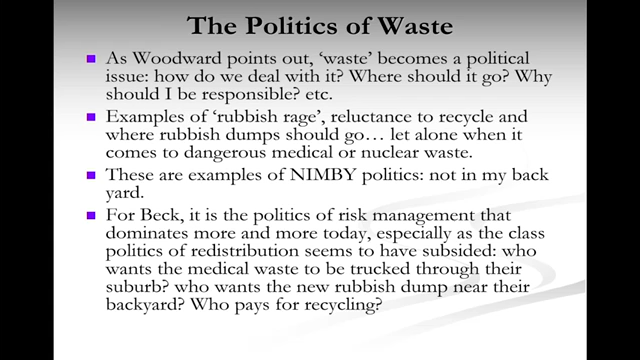 The Politics of Waste
As Woodward points out, ‘waste’ becomes a political
issue: how do we deal with it? Where should it go? Why
should I be responsible? etc.
Examples of ‘rubbish rage’, reluctance to recycle and
where rubbish dumps should go… let alone when it
comes to dangerous medical or nuclear waste.
These are examples of NIMBY politics: not in my back
yard.
For Beck, it is the politics of risk management that
dominates more and more today, especially as the class
politics of redistribution seems to have subsided: who
wants the medical waste to be trucked through their
suburb? who wants the new rubbish dump near their
backyard? Who pays for recycling?